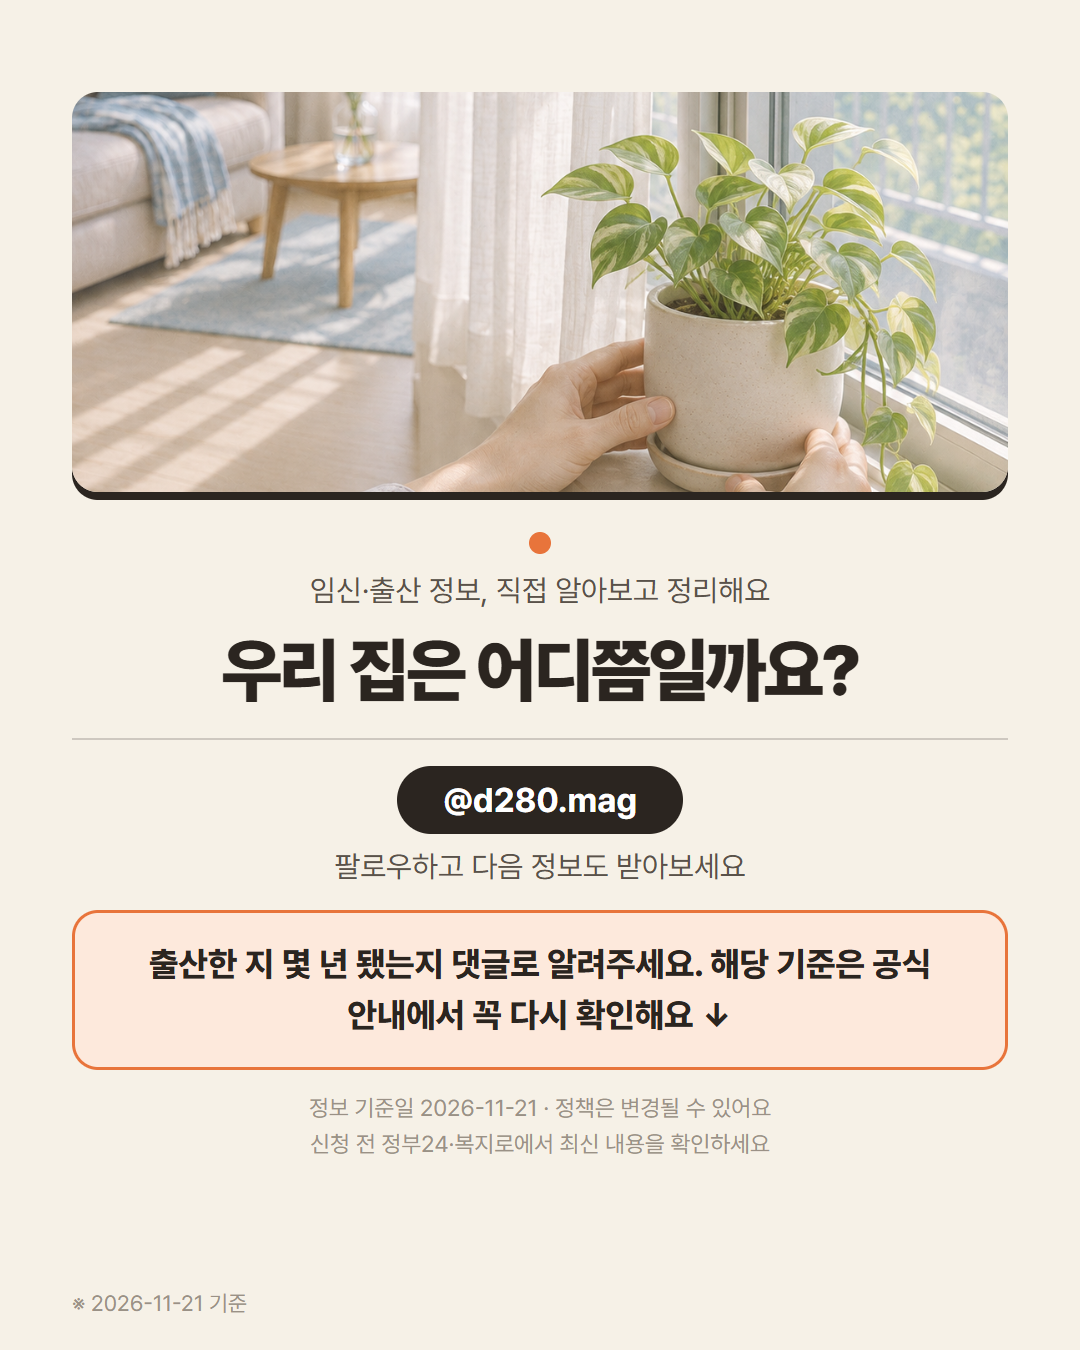 임신·출산 정보, 직접 알아보고 정리해요
우리 집은 어디쯤일까요?
@d280.mag
팔로우하고 다음 정보도 받아보세요
출산한 지 몇 년 됐는지 댓글로 알려주세요. 해당 기준은 공식
안내에서 꼭 다시 확인해요 ↓
정보 기준일 2026-11-21 · 정책은 변경될 수 있어요
신청 전 정부24·복지로에서 최신 내용을 확인하세요
※ 2026-11-21 기준